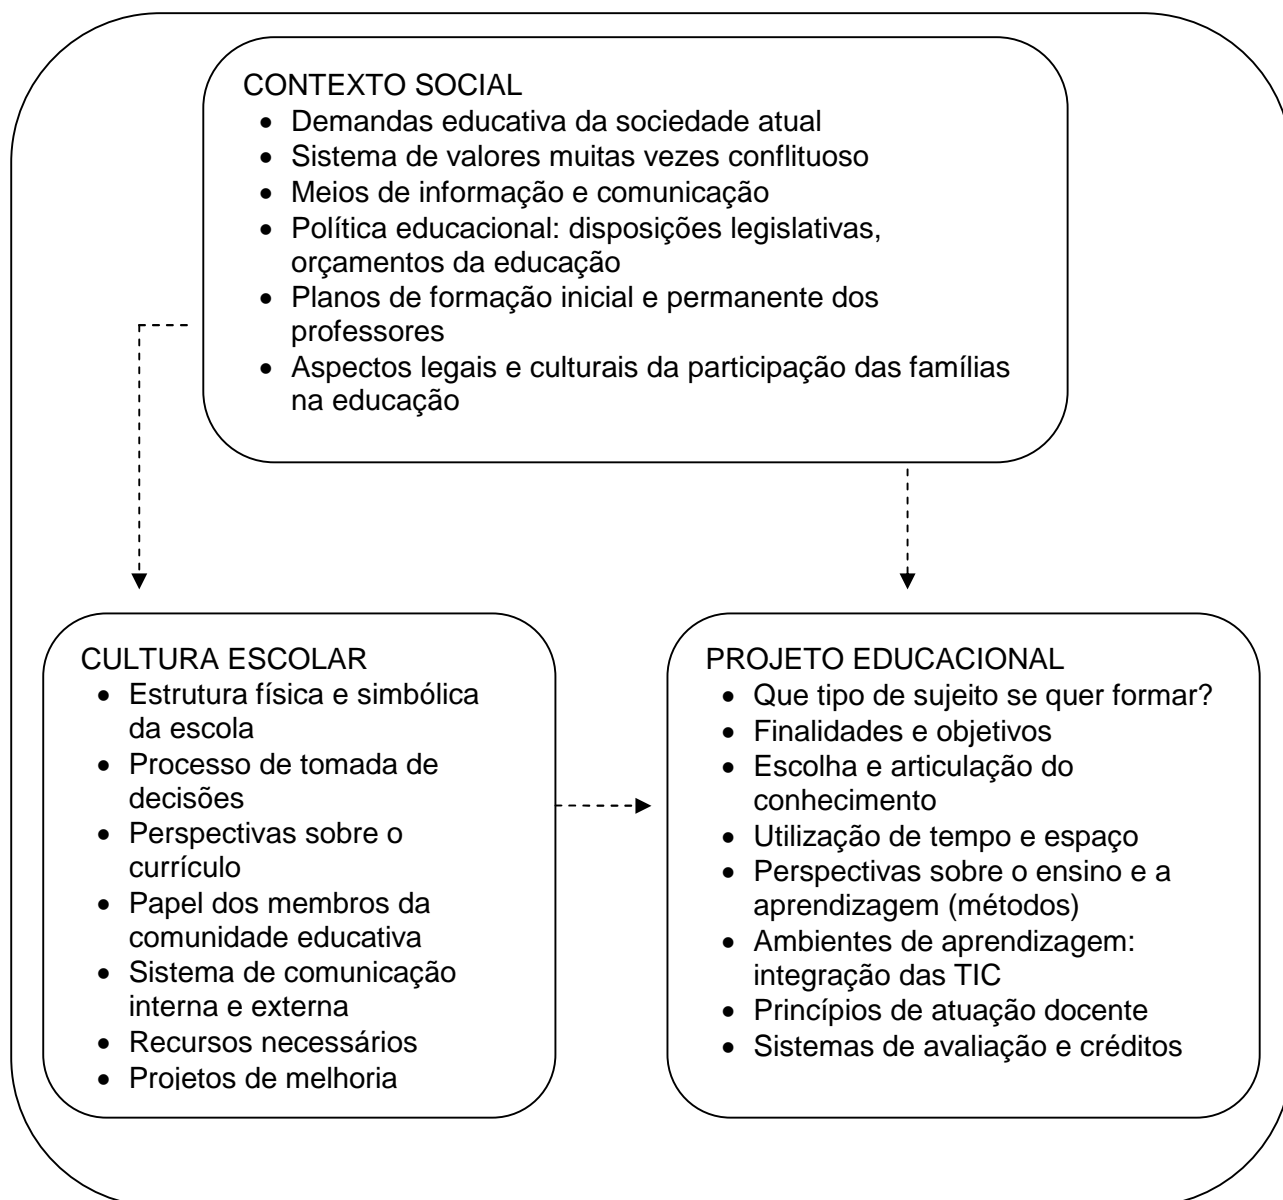 CONTEXTO SOCIAL
• Demandas educativa da sociedade atual
• Sistema de valores muitas vezes conflituoso
• Meios de informação e comunicação
• Política educacional: disposições legislativas,
orçamentos da educação
• Planos de formação inicial e permanente dos
professores
• Aspectos legais e culturais da participação das famílias
na educação
CULTURA ESCOLAR
• Estrutura física e simbólica
da escola
• Processo de tomada de
decisões
• Perspectivas sobre o
currículo
• Papel dos membros da
comunidade educativa
• Sistema de comunicação
interna e externa
• Recursos necessários
• Projetos de melhoria
PROJETO EDUCACIONAL
• Que tipo de sujeito se quer formar?
• Finalidades e objetivos
• Escolha e articulação do
conhecimento
• Utilização de tempo e espaço
• Perspectivas sobre o ensino e a
aprendizagem (métodos)
• Ambientes de aprendizagem:
integração das TIC
• Princípios de atuação docente
• Sistemas de avaliação e créditos